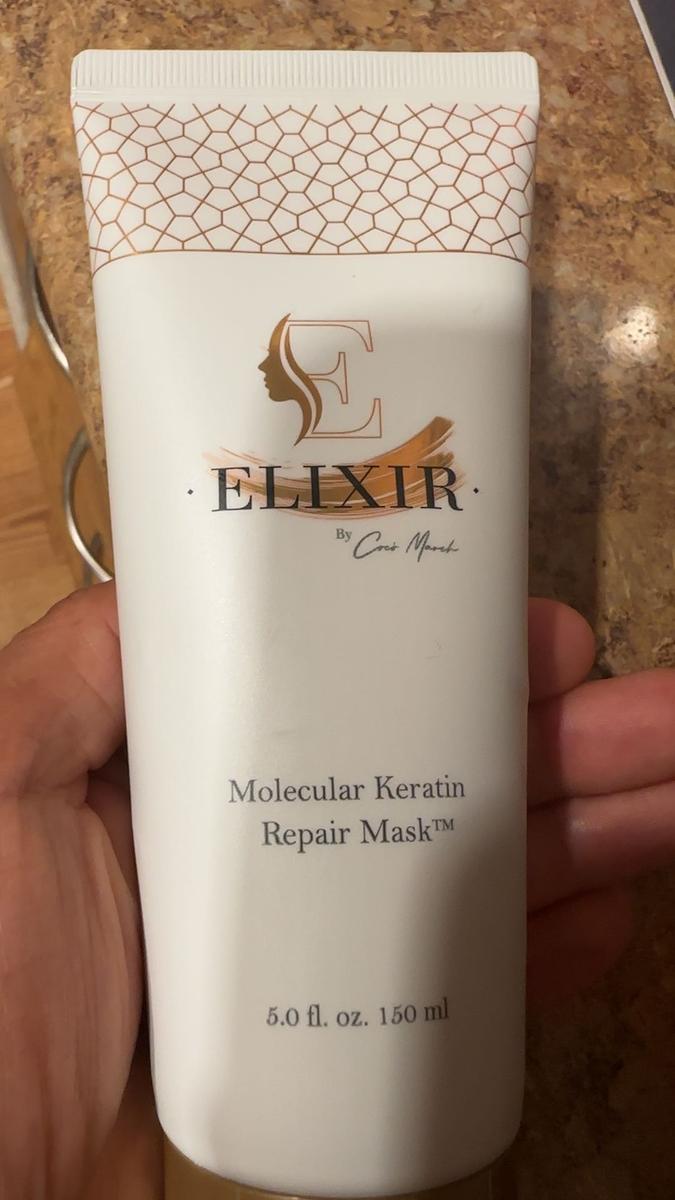 E
· ELIXIR ·
By Coco March
Molecular Keratin
Repair Mask™
5.0 fl. oz. 150 ml